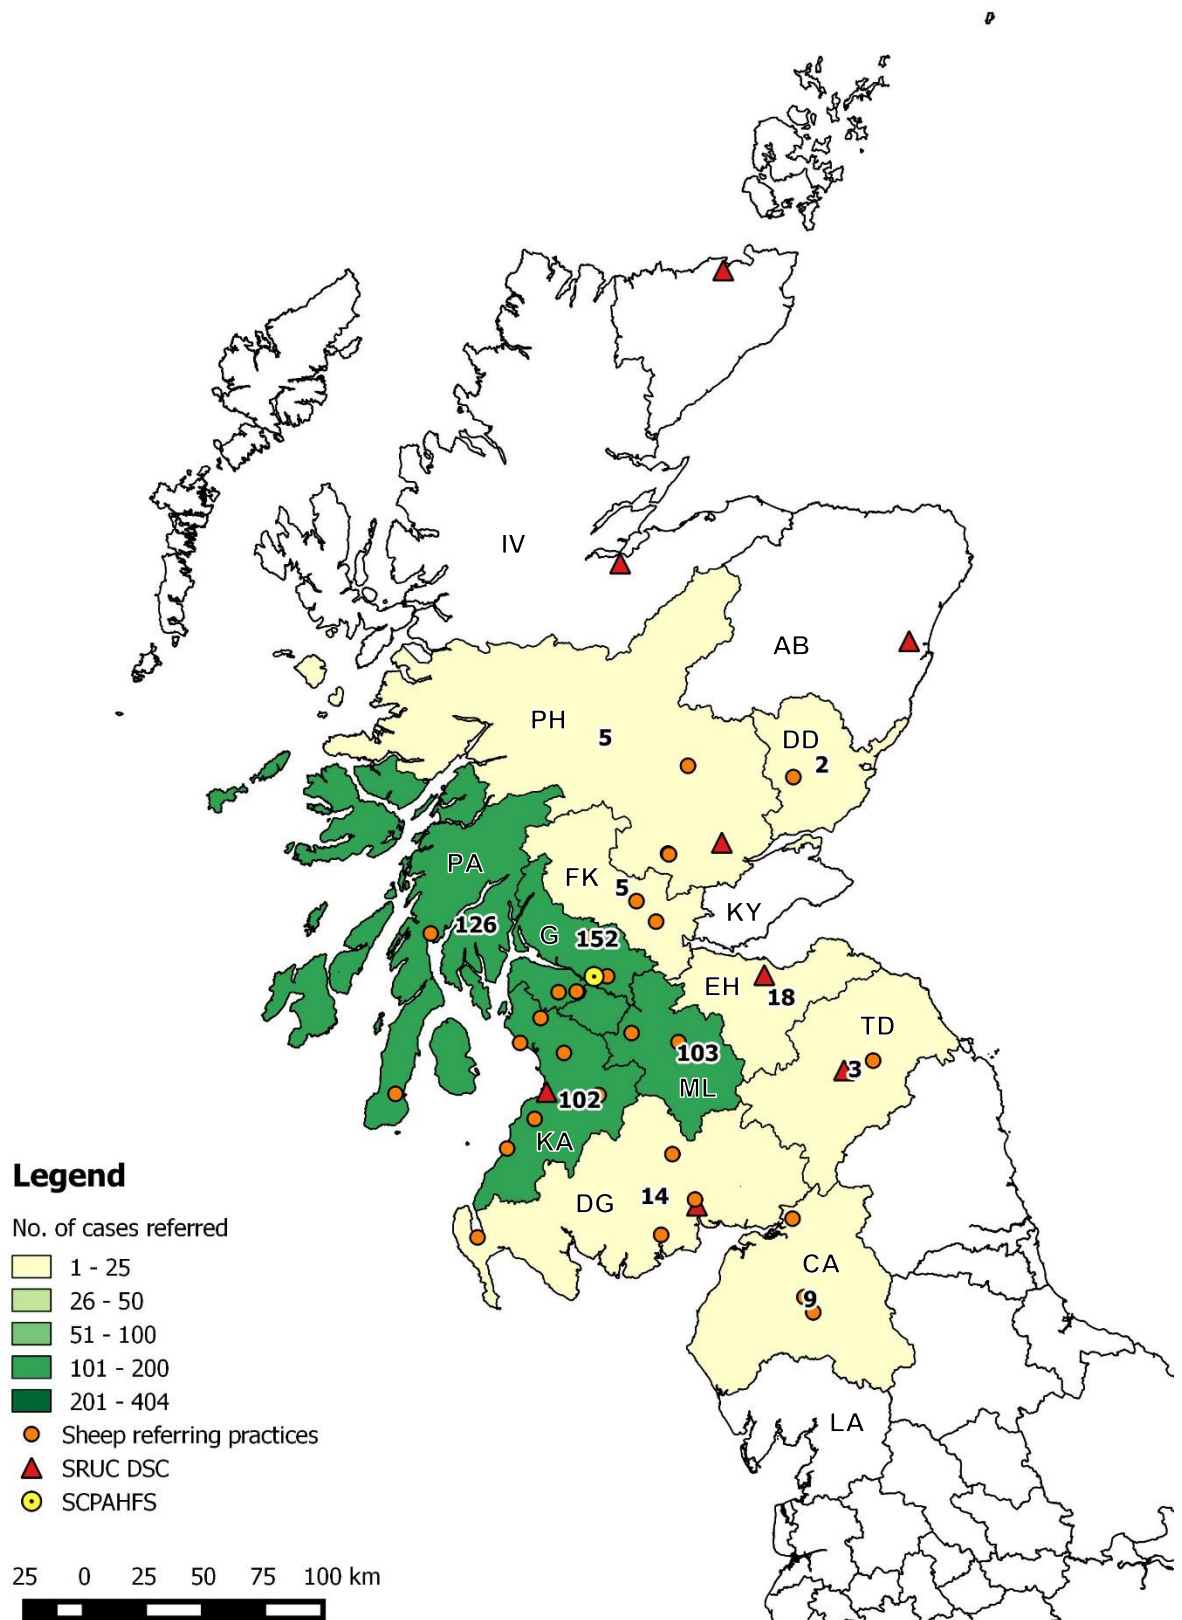 IV
AB
PH
5
DD
2
PA
FK
5
KY
126
G
152
EH
18
TD
103
3
ML
102
KA
DG
14
CA
9
LA
Legend
No. of cases referred
1 - 25
26 - 50
51 - 100
101 - 200
201 - 404
Sheep referring practices
SRUC DSC
SCPAHFS
25 0 25 50 75 100 km